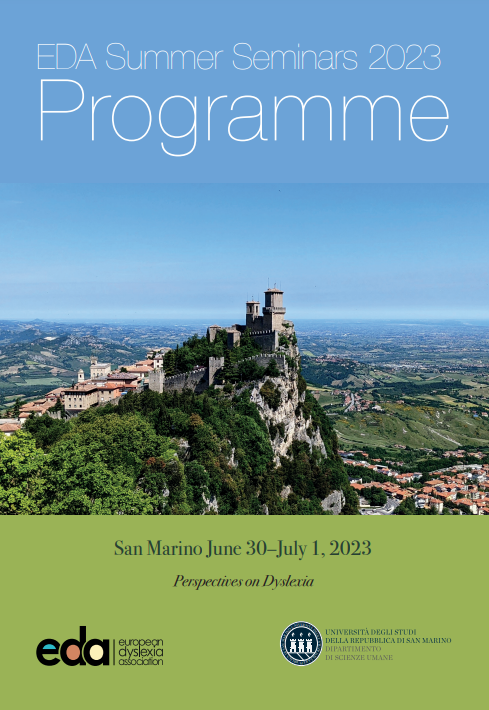 EDA Summer Seminars 2023
Programme
San Marino June 30–July 1, 2023
Perspectives on Dyslexia
eda
european
dyslexia
association
UNIVERSITÀ DEGLI STUDI
DELLA REPUBBLICA DI SAN MARINO
DIPARTIMENTO
DI SCIENZE UMANE